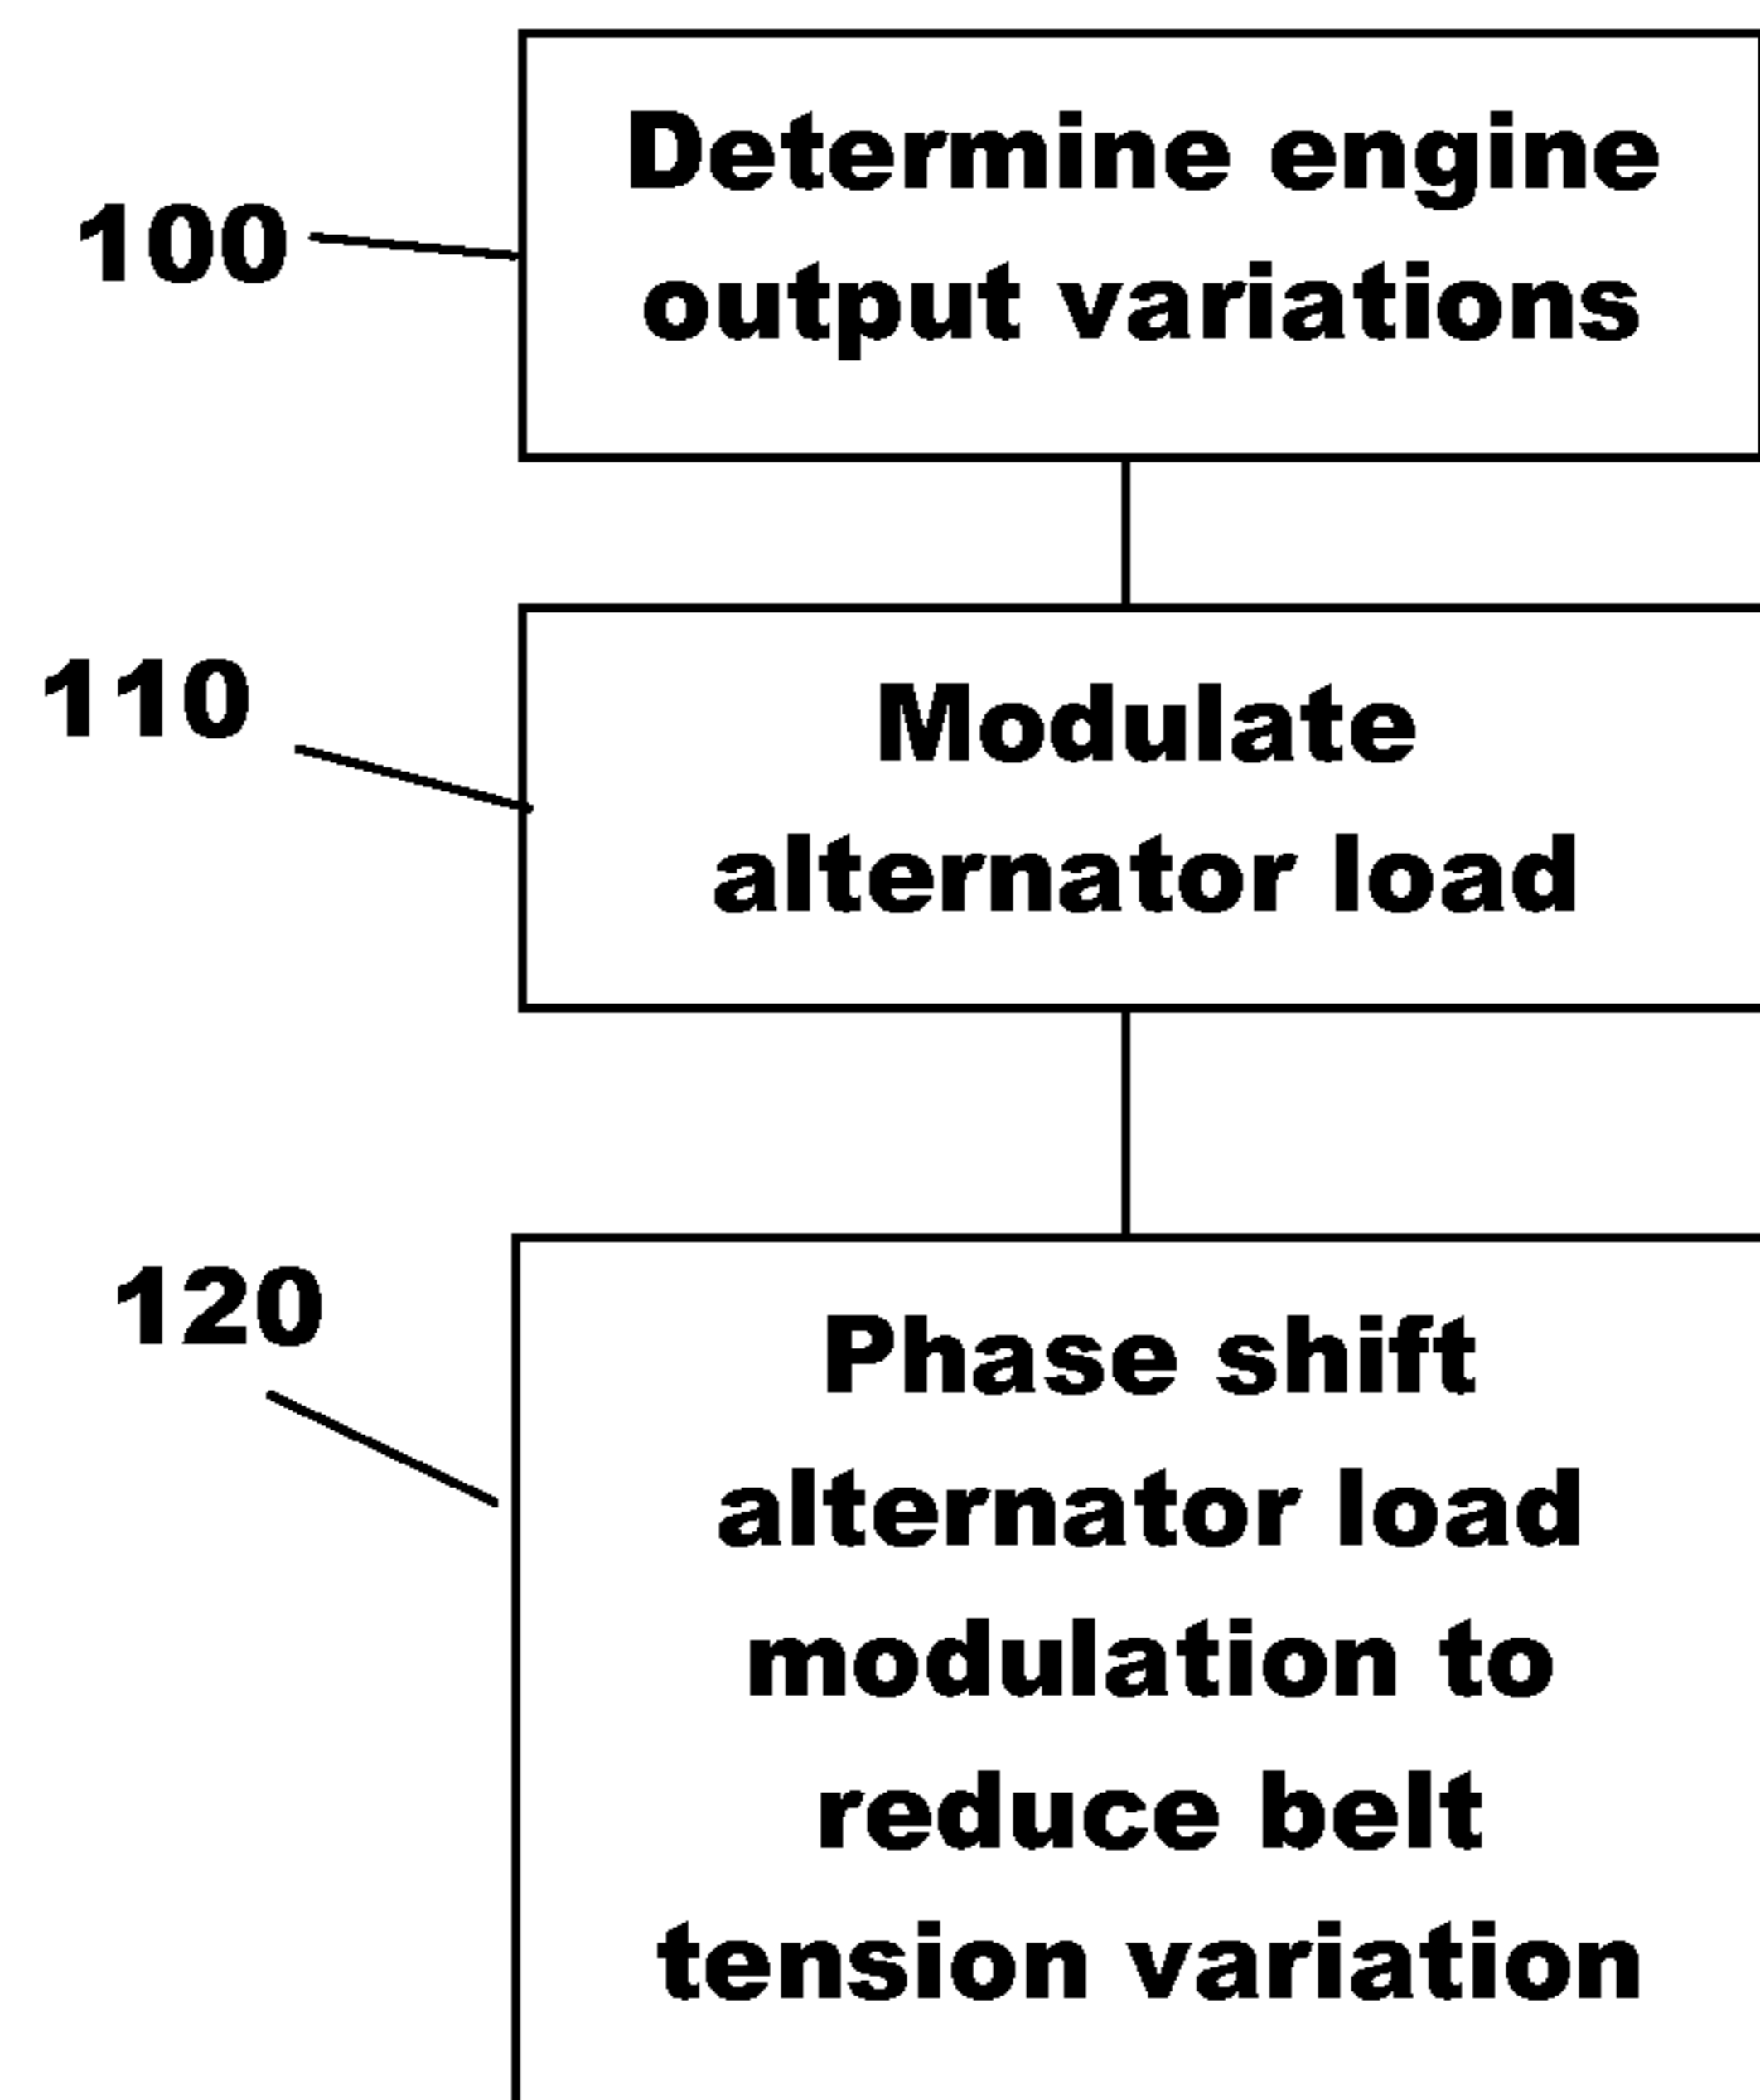 100
Determine engine
output variations
110
Modulate
alternator load
120
Phase shift
alternator load
modulation to
reduce belt
tension variation